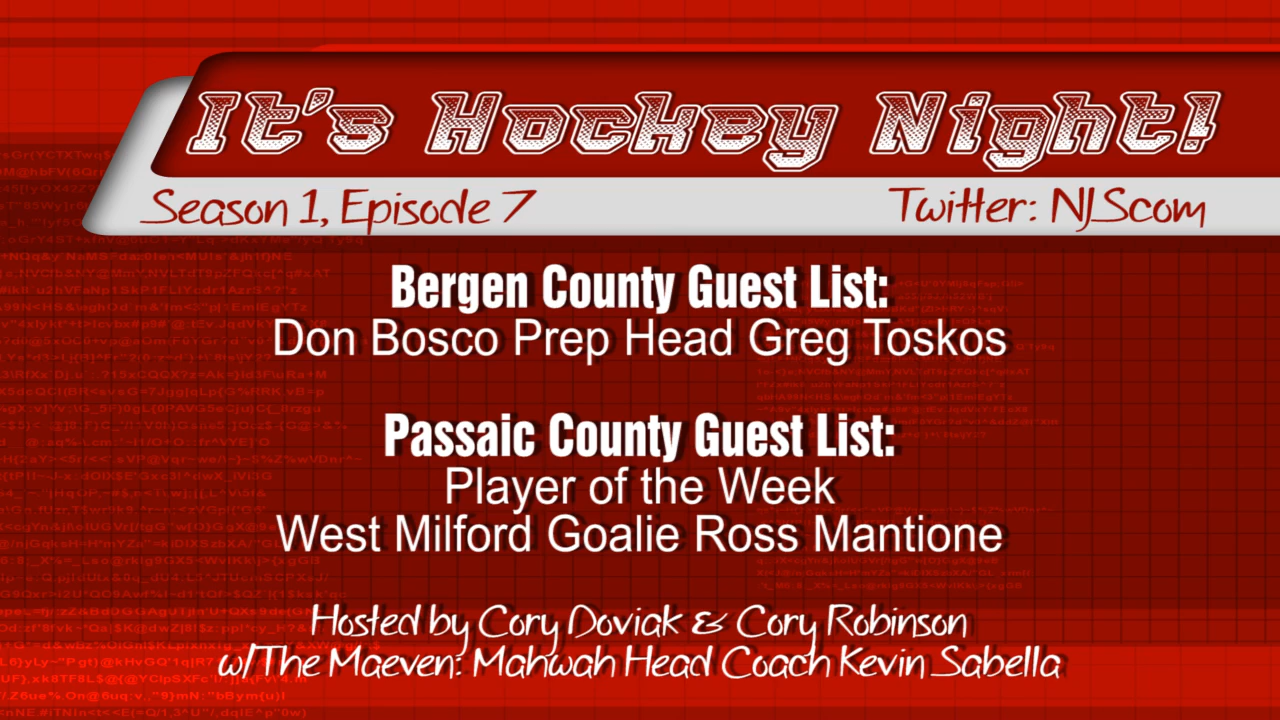 It's Hockey Night!
Season 1, Episode 7
Twitter: NJScom
Bergen County Guest List:
Don Bosco Prep Head Greg Toskos
Passaic County Guest List:
Player of the Week
West Milford Goalie Ross Mantione
Hosted by Cory Doviak & Cory Robinson
w/The Maeven: Mahwah Head Coach Kevin Sabella